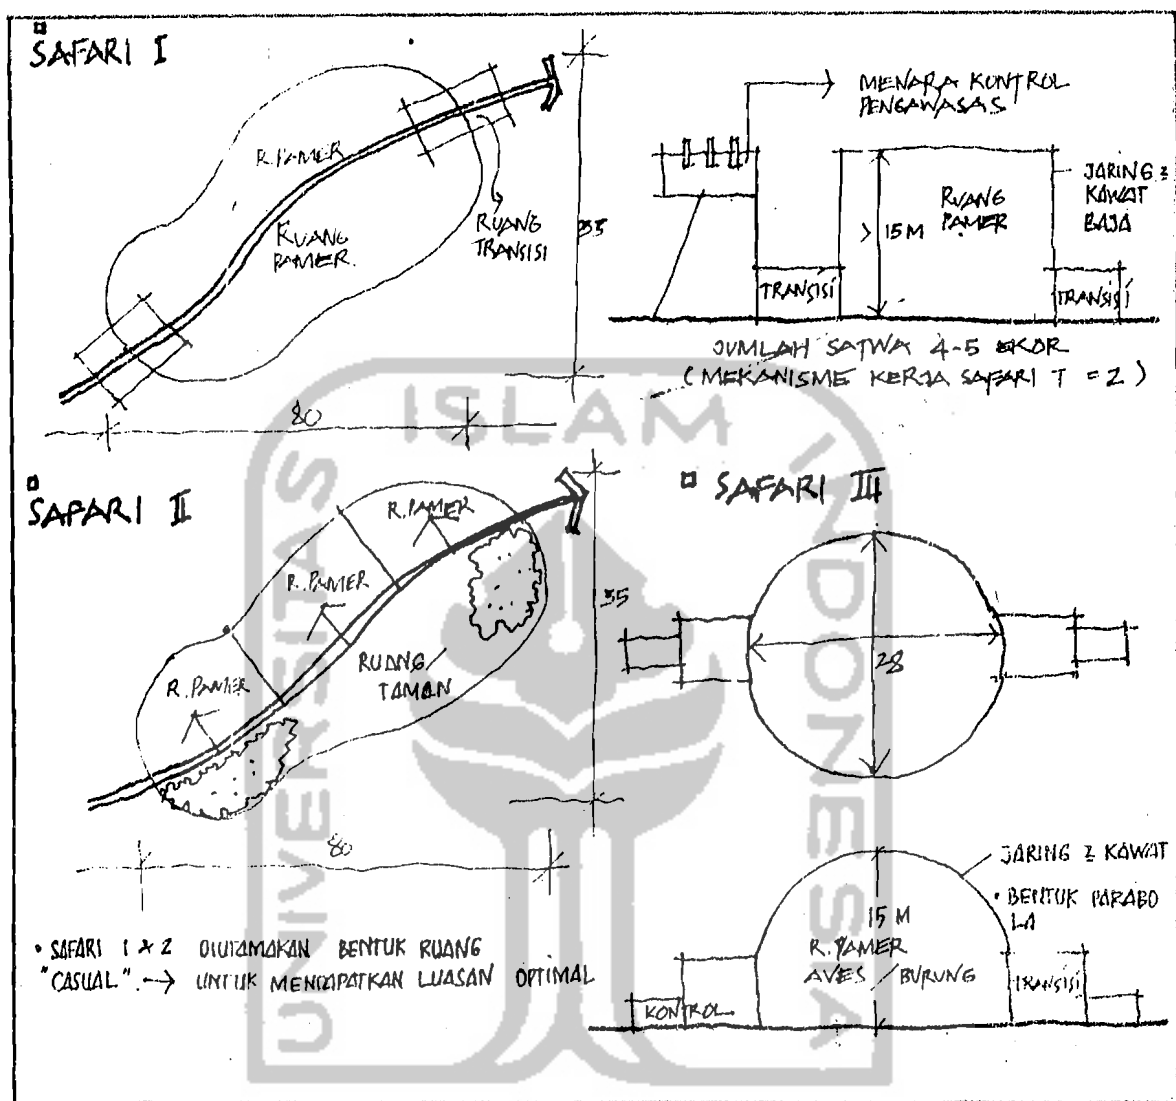 SAFARI I
R. PAMER
RUANG
PAMER.
RUANG
TRANSISI
35
80
MENARA KONTROL
PENGAWASAS
RUANG
PAMER
> 15 M
JARING 2
KAWAT
BAJA
TRANSISI
TRANSISI
JUMLAH SATWA 4-5 EKOR
(MEKANISME KERJA SAFARI I = 2)
SAFARI II
R. PAMER
R. PAMER
R. PAMER
RUANG
TAMAN
35
80
• SAFARI 1 & 2 DIUTAMAKAN BENTUK RUANG
"CASUAL". → UNTUK MENDAPATKAN LUASAN OPTIMAL
SAFARI III
28
JARING 2 KAWAT
• BENTUK PARABO
LA
15 M
R. PAMER
AVES / BURUNG
KONTROL
TRANSISI
UNIVERSITAS
ISLAM
INDONESIA